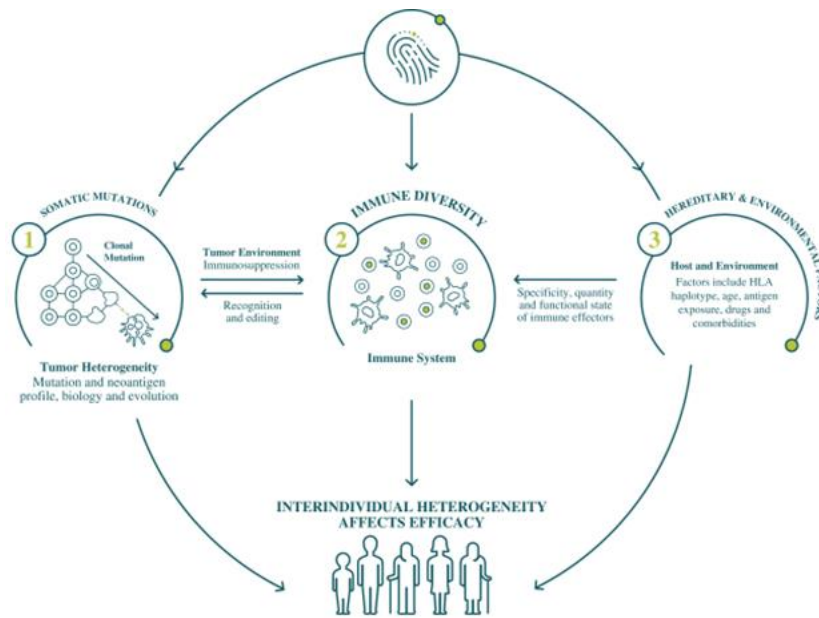 SOMATIC MUTATIONS
1
Clonal
Mutation
Tumor Heterogeneity
Mutation and neoantigen
profile, biology and evolution
Tumor Environment
Immunosuppression
Recognition
and editing
IMMUNE DIVERSITY
2
Immune System
Specificity, quantity
and functional state
of immune effectors
HEREDITARY & ENVIRONMENTAL FACTORS
3
Host and Environment
Factors include HLA
haplotype, age, antigen
exposure, drugs and
comorbidities
INTERINDIVIDUAL HETEROGENEITY
AFFECTS EFFICACY